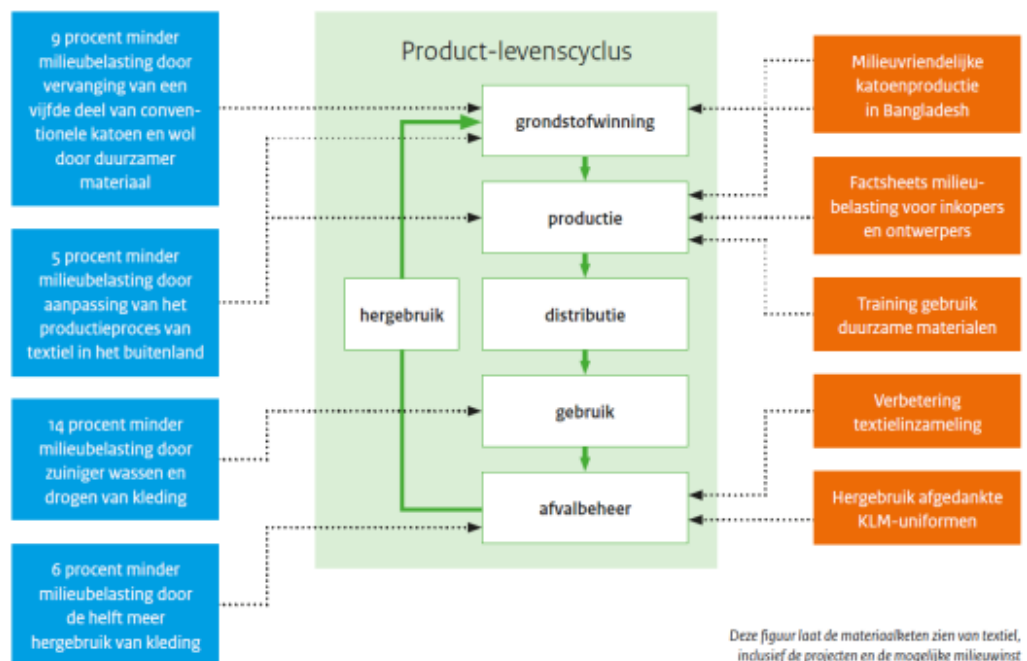 9 procent minder
milieubelasting door
vervanging van een
vijfde deel van conven-
tionele katoen en wol
door duurzamer
materiaal
5 procent minder
milieubelasting door
aanpassing van het
productieproces van
textiel in het buitenland
14 procent minder
milieubelasting door
zuiniger wassen en
drogen van kleding
6 procent minder
milieubelasting door
de helft meer
hergebruik van kleding
Product-levenscyclus
grondstofwinning
productie
hergebruik
distributie
gebruik
afvalbeheer
Milieuvriendelijke
katoenproductie
in Bangladesh
Factsheets milieu-
belasting voor inkopers
en ontwerpers
Training gebruik
duurzame materialen
Verbetering
textielinzameling
Hergebruik afgedankte
KLM-uniformen
Deze figuur laat de materiaalketen zien van textiel,
inclusief de projecten en de mogelijke milieuwinst